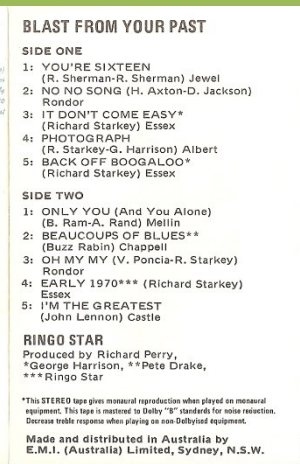 BLAST FROM YOUR PAST
SIDE ONE
1: YOU'RE SIXTEEN
(R. Sherman-R. Sherman) Jewel
2: NO NO SONG (H. Axton-D. Jackson)
Rondor
3: IT DON'T COME EASY*
(Richard Starkey) Essex
4: PHOTOGRAPH
(R. Starkey-G. Harrison) Albert
5: BACK OFF BOOGALOO*
(Richard Starkey) Essex
SIDE TWO
1: ONLY YOU (And You Alone)
(B. Ram-A. Rand) Mellin
2: BEAUCOUPS OF BLUES**
(Buzz Rabin) Chappell
3: OH MY MY (V. Poncia-R. Starkey)
Rondor
4: EARLY 1970*** (Richard Starkey)
Essex
5: I'M THE GREATEST
(John Lennon) Castle
RINGO STAR
Produced by Richard Perry,
*George Harrison, **Pete Drake,
***Ringo Star
*This STEREO tape gives monaural reproduction when played on monaural
equipment. This tape is mastered to Dolby "B" standards for noise reduction.
Decrease treble response when playing on non-Dolbyised equipment.
Made and distributed in Australia by
E.M.I. (Australia) Limited, Sydney, N.S.W.